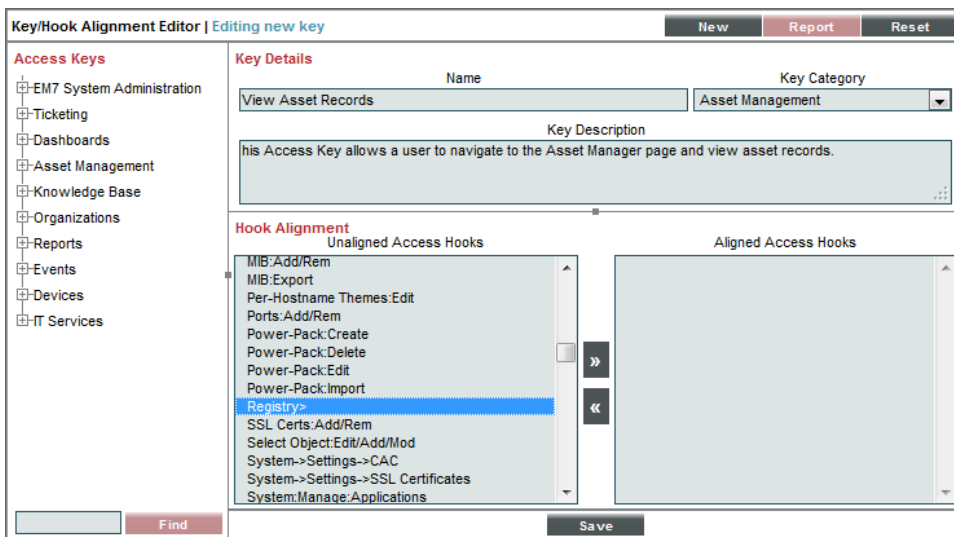 Key/Hook Alignment Editor | Editing new key
New
Report
Reset
Access Keys
EM7 System Administration
Ticketing
Dashboards
Asset Management
Knowledge Base
Organizations
Reports
Events
Devices
IT Services
Find
Key Details
Name
Key Category
View Asset Records
Asset Management
Key Description
his Access Key allows a user to navigate to the Asset Manager page and view asset records.
Hook Alignment
Unaligned Access Hooks
Aligned Access Hooks
MIB:Add/Rem
MIB:Export
Per-Hostname Themes:Edit
Ports:Add/Rem
Power-Pack:Create
Power-Pack:Delete
Power-Pack:Edit
Power-Pack:Import
Registry>
SSL Certs:Add/Rem
Select Object:Edit/Add/Mod
System->Settings->CAC
System->Settings->SSL Certificates
System:Manage:Applications
»
«
Save